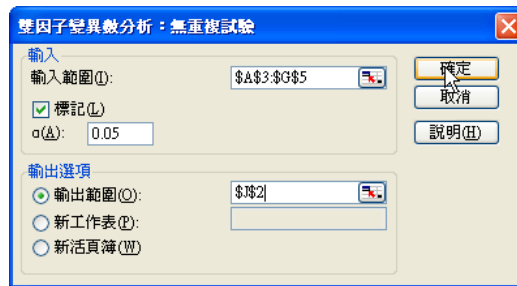 雙因子變異數分析：無重複試驗
輸入
輸入範圍(I): $A$3:$G$5
標記(L)
α(A): 0.05
確定
取消
說明(H)
輸出選項
輸出範圍(O): $J$2
新工作表(P):
新活頁簿(W)